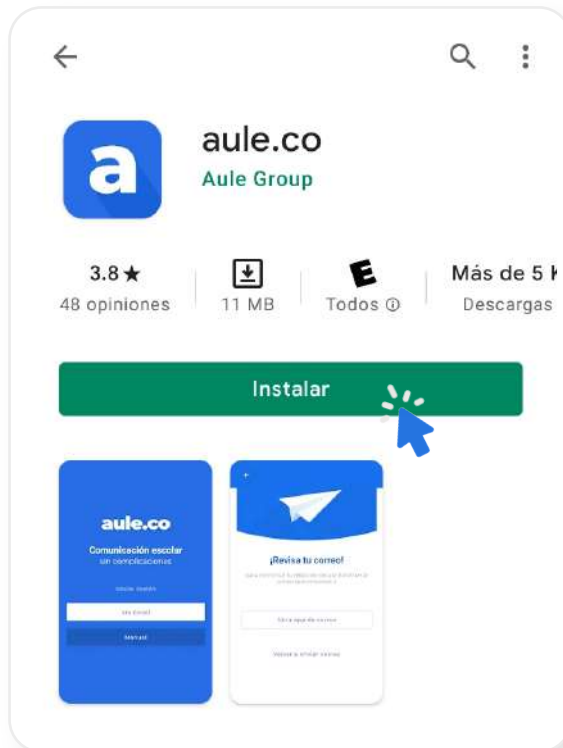 a
aule.co
Aule Group
3.8★
48 opiniones
11 MB
E
Todos
Más de 5
Descargas
Instalar
aule.co
Comunicación escolar
sin complicaciones
¡Revisa tu correo!